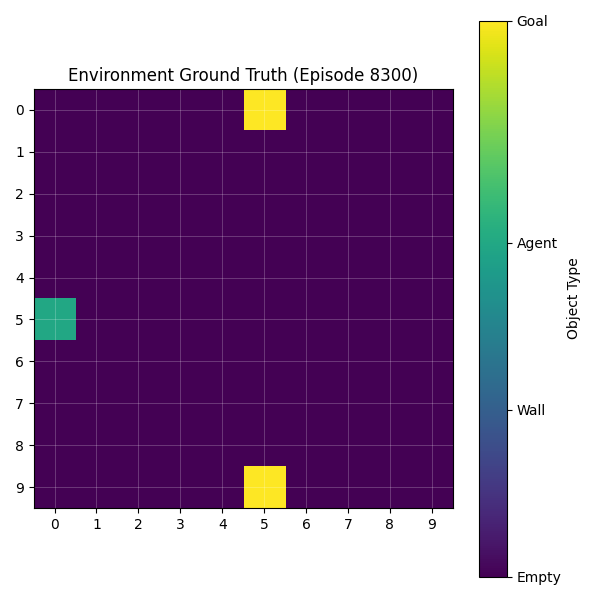 Environment Ground Truth (Episode 8300)
0
1
2
3
4
5
6
7
8
9
0 1 2 3 4 5 6 7 8 9
Goal
Agent
Wall
Empty
Object Type